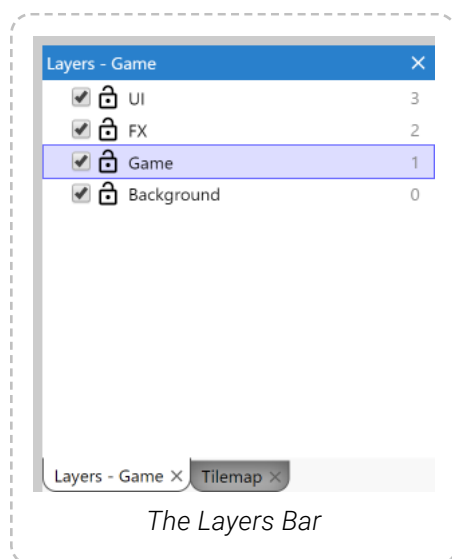 Layers - Game
UI 3
FX 2
Game 1
Background 0
Layers - Game Tilemap
The Layers Bar